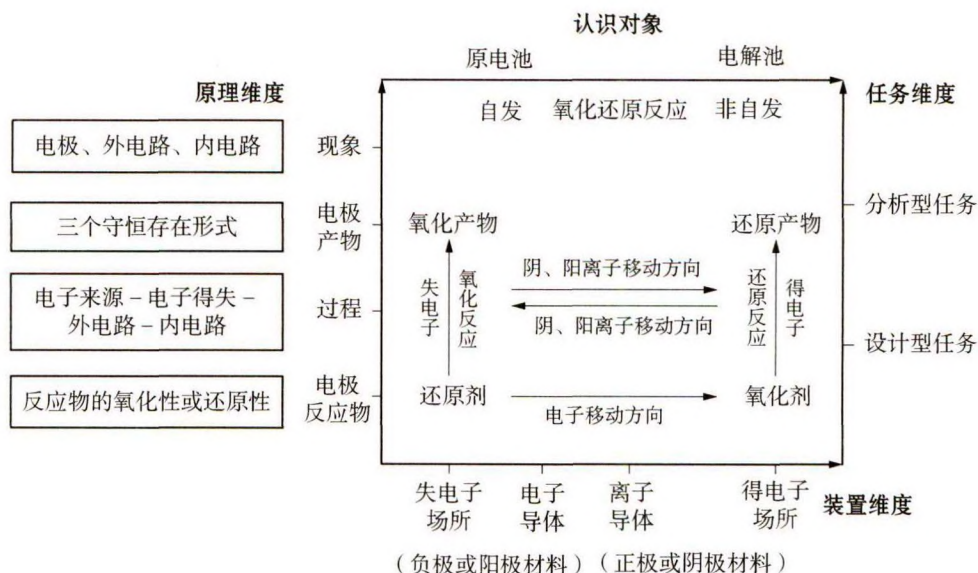 认识对象
原电池
电解池
原理维度
任务维度
自发
氧化还原反应
非自发
电极、外电路、内电路
现象
三个守恒存在形式
电极
产物
氧化产物
还原产物
分析型任务
电子来源－电子得失－
外电路－内电路
过程
失电子
氧化反应
阴、阳离子移动方向
阴、阳离子移动方向
还原反应
得电子
设计型任务
反应物的氧化性或还原性
电极
反应物
还原剂
电子移动方向
氧化剂
失电子
场所
电子
导体
离子
导体
得电子
场所
装置维度
（负极或阳极材料）
（正极或阴极材料）